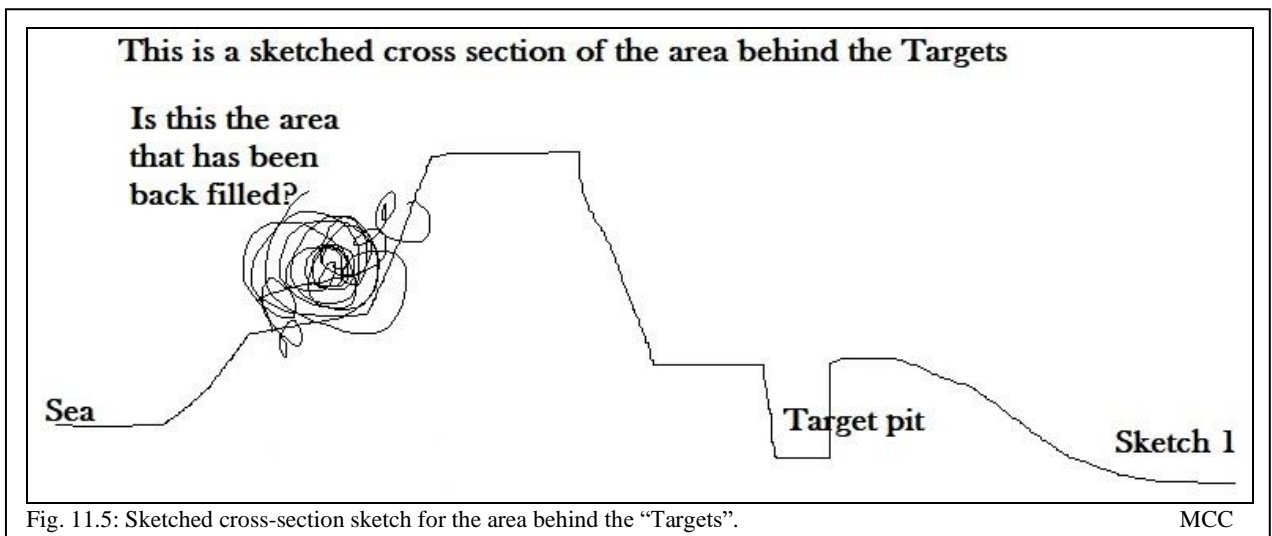 This is a sketched cross section of the area behind the Targets
Is this the area
that has been
back filled?
Sea
Target pit
Sketch 1
Fig. 11.5: Sketched cross-section sketch for the area behind the “Targets”. MCC